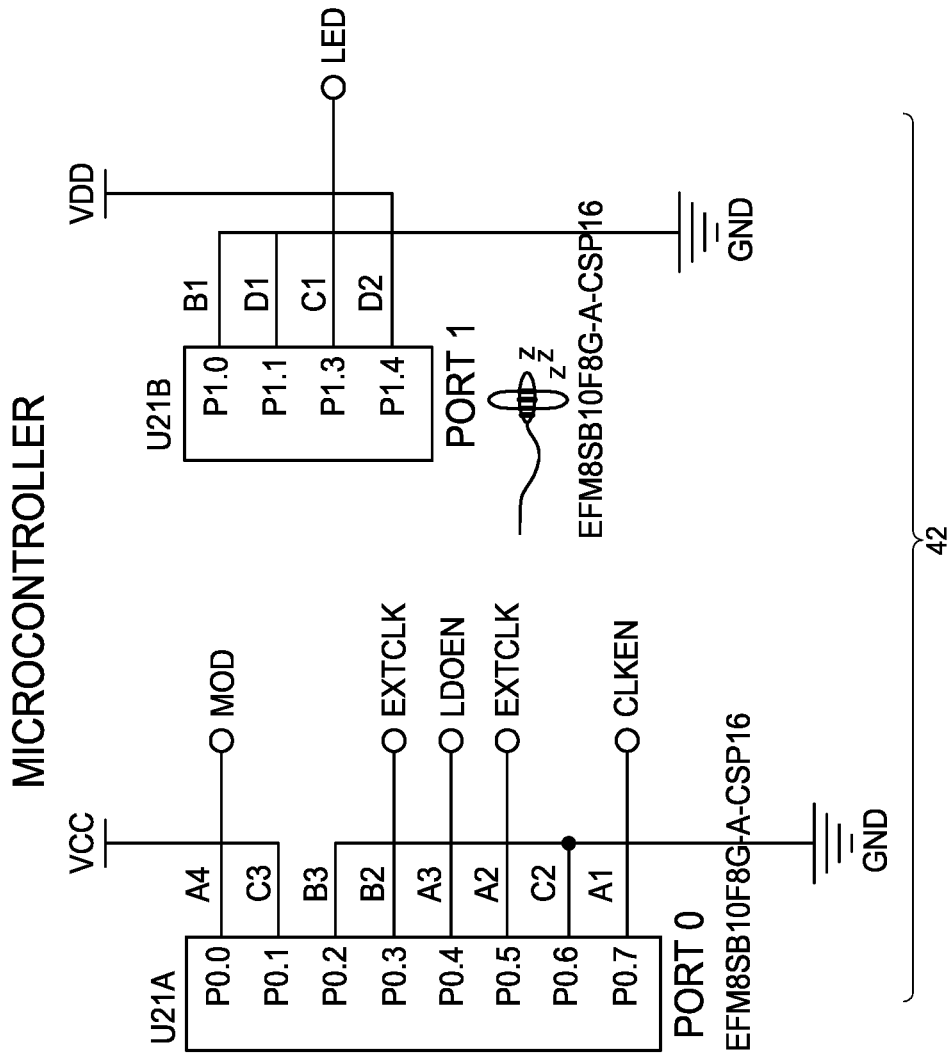 MICROCONTROLLER
VCC
U21A
P0.0 A4 MOD
P0.1 C3
P0.2 B3
P0.3 B2 EXTCLK
P0.4 A3 LDOEN
P0.5 A2 EXTCLK
P0.6 C2
P0.7 A1 CLKEN
PORT 0
EFM8SB10F8G-A-CSP16
GND
VDD
U21B
P1.0 B1
P1.1 D1
P1.3 C1 LED
P1.4 D2
PORT 1
z z z
EFM8SB10F8G-A-CSP16
GND
42